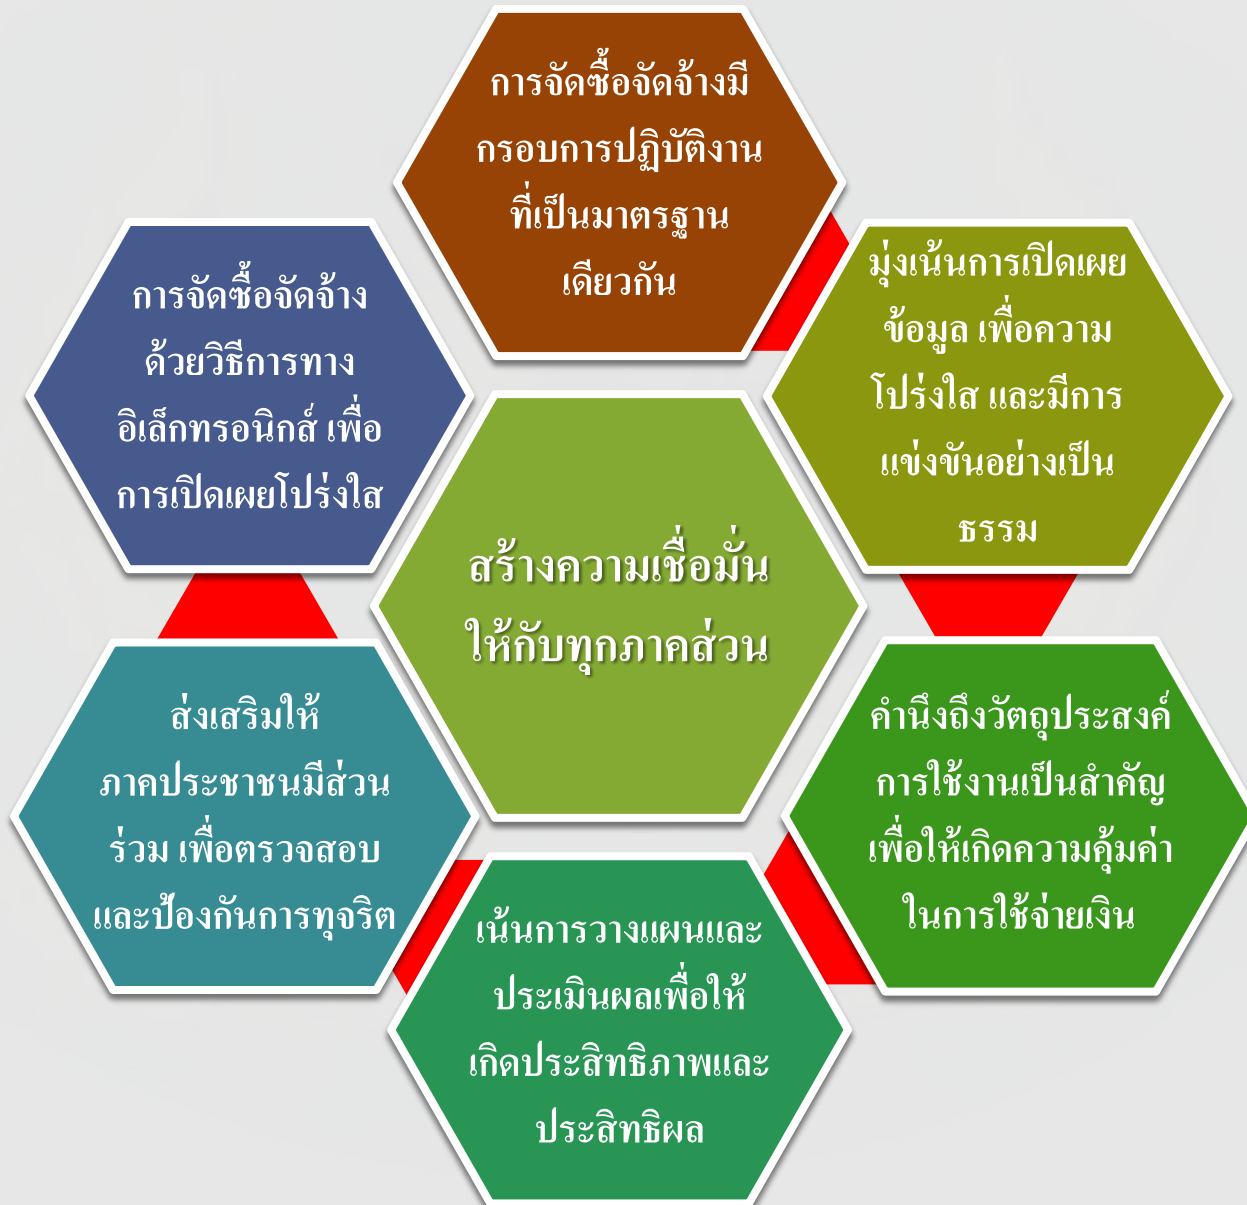 การจัดซื้อจัดจ้างมี
กรอบการปฏิบัติงาน
ที่เป็นมาตรฐาน
เดียวกัน
มุ่งเน้นการเปิดเผย
ข้อมูล เพื่อความ
โปร่งใส และมีการ
แข่งขันอย่างเป็น
ธรรม
คำนึงถึงวัตถุประสงค์
การใช้งานเป็นสำคัญ
เพื่อให้เกิดความคุ้มค่า
ในการใช้จ่ายเงิน
เน้นการวางแผนและ
ประเมินผลเพื่อให้
เกิดประสิทธิภาพและ
ประสิทธิผล
ส่งเสริมให้
ภาคประชาชนมีส่วน
ร่วม เพื่อตรวจสอบ
และป้องกันการทุจริต
การจัดซื้อจัดจ้าง
ด้วยวิธีการทาง
อิเล็กทรอนิกส์ เพื่อ
การเปิดเผยโปร่งใส
สร้างความเชื่อมั่น
ให้กับทุกภาคส่วน